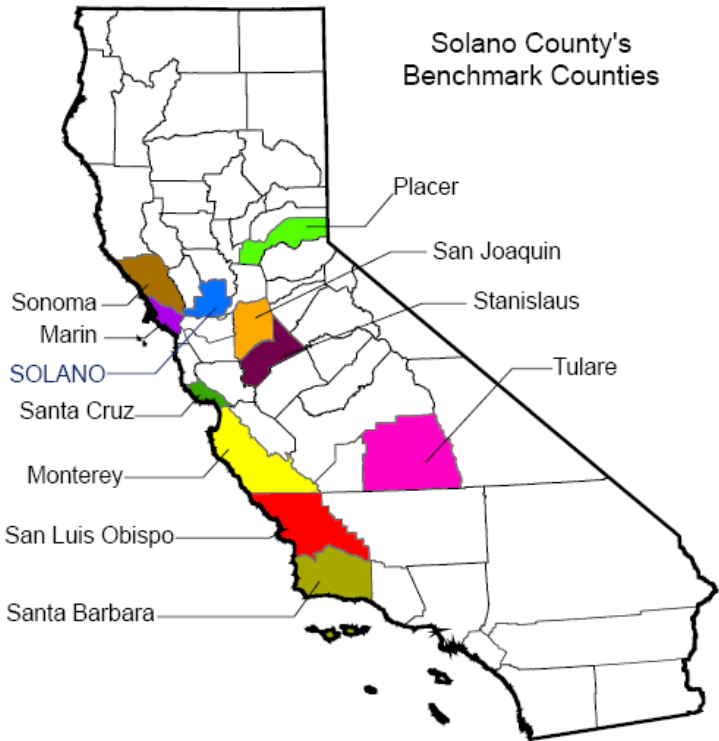 Solano County's
Benchmark Counties
Placer
San Joaquin
Stanislaus
Sonoma
Marin
SOLANO
Tulare
Santa Cruz
Monterey
San Luis Obispo
Santa Barbara